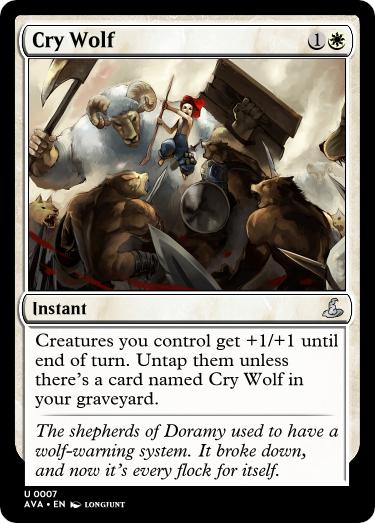 Cry Wolf 1
Instant
Creatures you control get +1/+1 until
end of turn. Untap them unless
there's a card named Cry Wolf in
your graveyard.
The shepherds of Doramy used to have a
wolf-warning system. It broke down,
and now it's every flock for itself.
U 0007
AVA • EN LONGJUNT